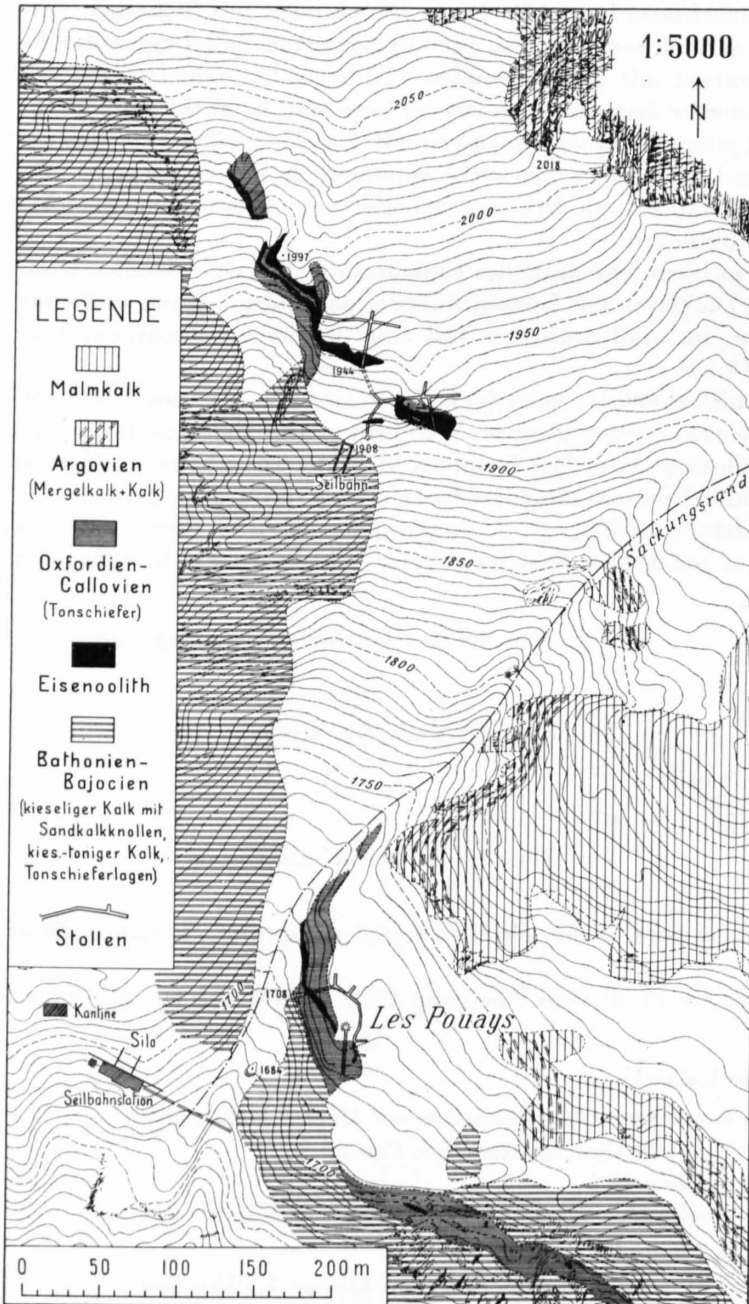 1:5000
N
2050
2018
2000
1997
1950
1944
1908
Seilbahn
1900
Sackungsrand
1850
1800
1750
LEGENDE
Malmkalk
Argovien
(Mergelkalk+Kalk)
Oxfordien-
Callovien
(Tonschiefer)
Eisenoolith
Bathonien-
Bajocien
(kieseliger Kalk mit
Sandkalkknollen,
kies.-toniger Kalk,
Tonschieferlagen)
Stollen
1700
1708
Les Pouays
Kantine
Silo
1684
Seilbahnstation
1700
0 50 100 150 200 m